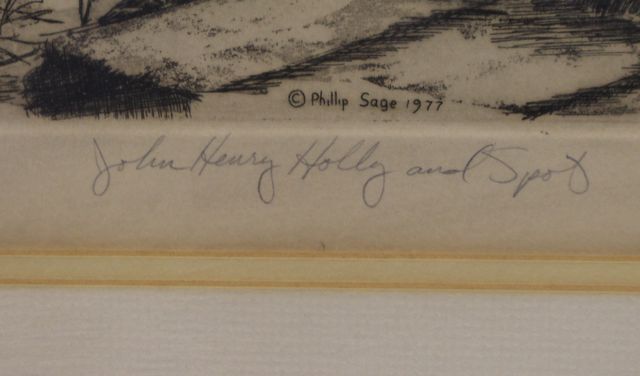 © Phillip Sage 1977
John Henry Holly and Spot